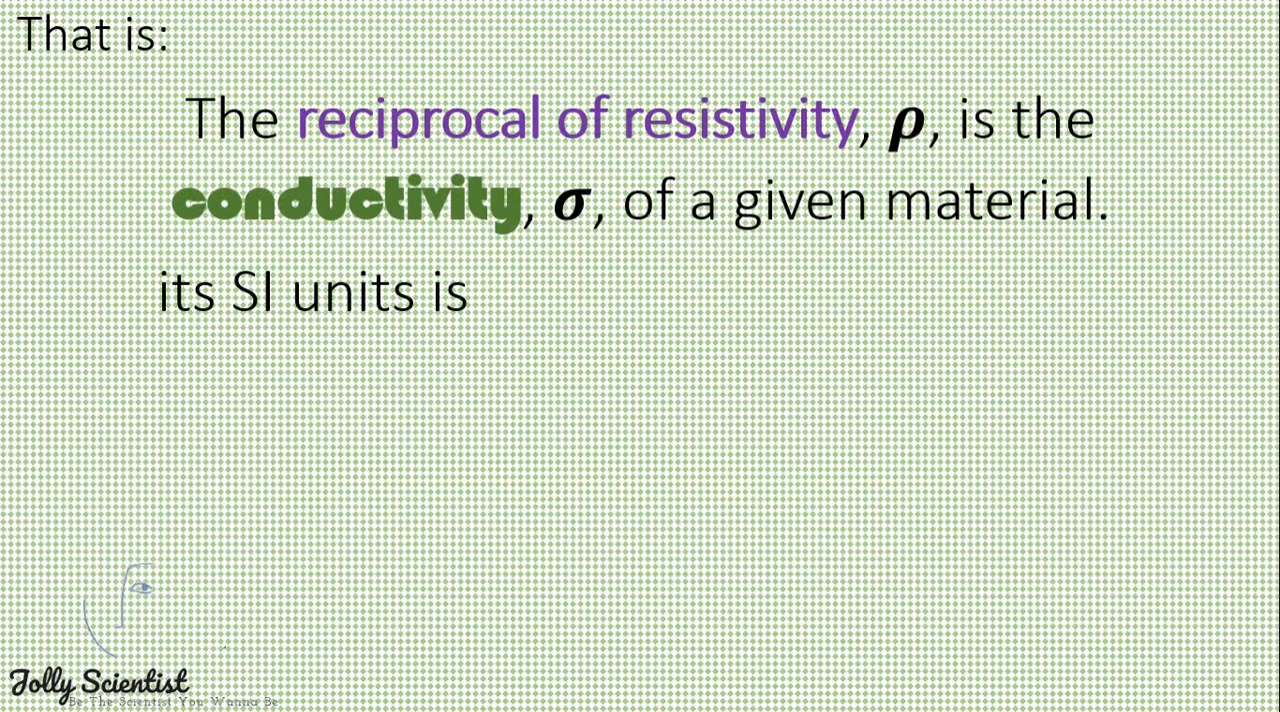 That is:
The reciprocal of resistivity, ρ, is the
conductivity, σ, of a given material.
its SI units is
Jolly Scientist
Be The Scientist You Wanna Be